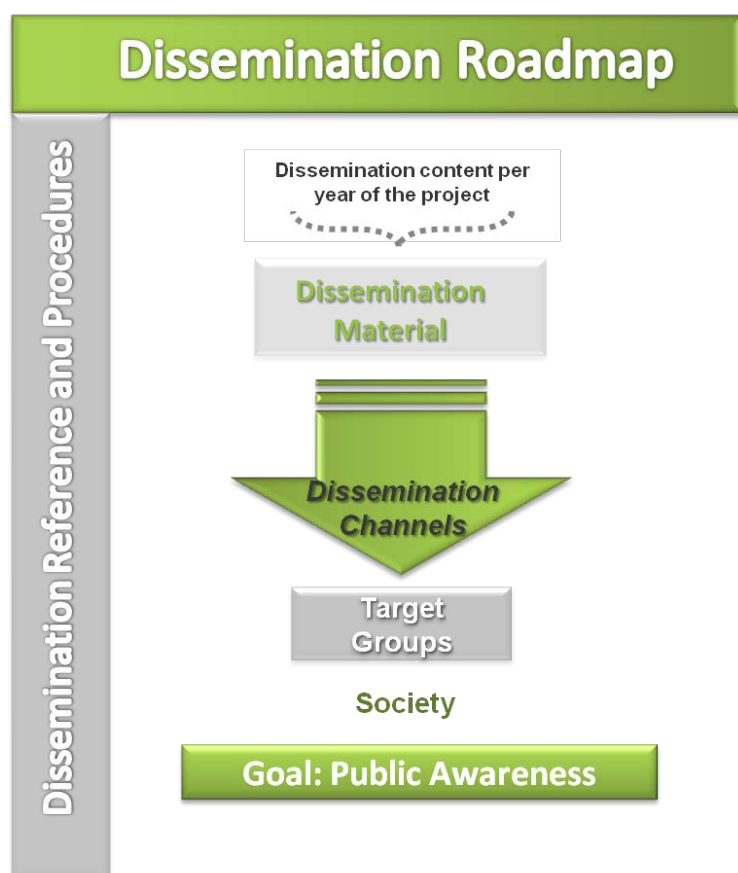 Dissemination Roadmap
Dissemination Reference and Procedures
Dissemination content per
year of the project
Dissemination
Material
Dissemination
Channels
Target
Groups
Society
Goal: Public Awareness